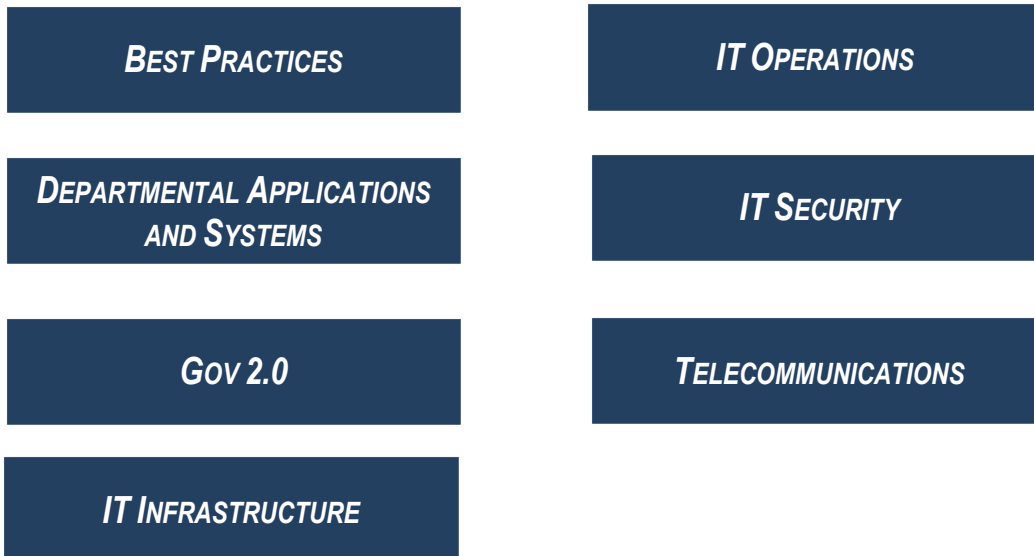 Best Practices
Departmental Applications
and Systems
Gov 2.0
IT Infrastructure
IT Operations
IT Security
Telecommunications